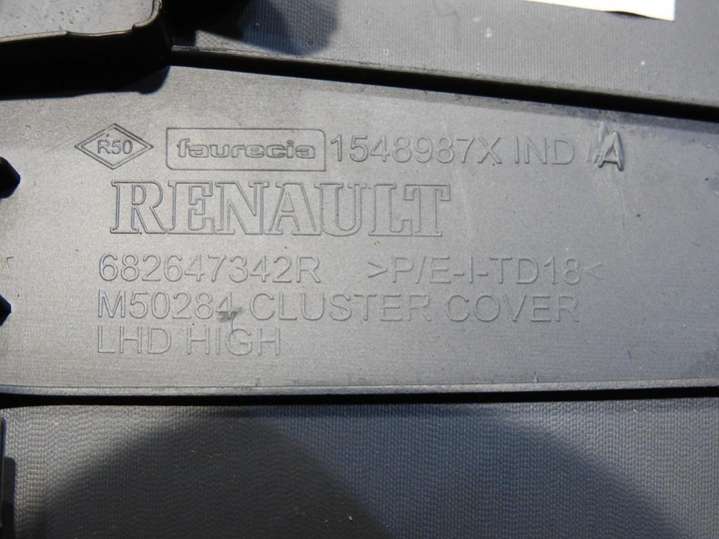 R50 faurecia 1548987X IND A
RENAULT
682647342R >P/E-I-TD18<
M50284 CLUSTER COVER
LHD HIGH